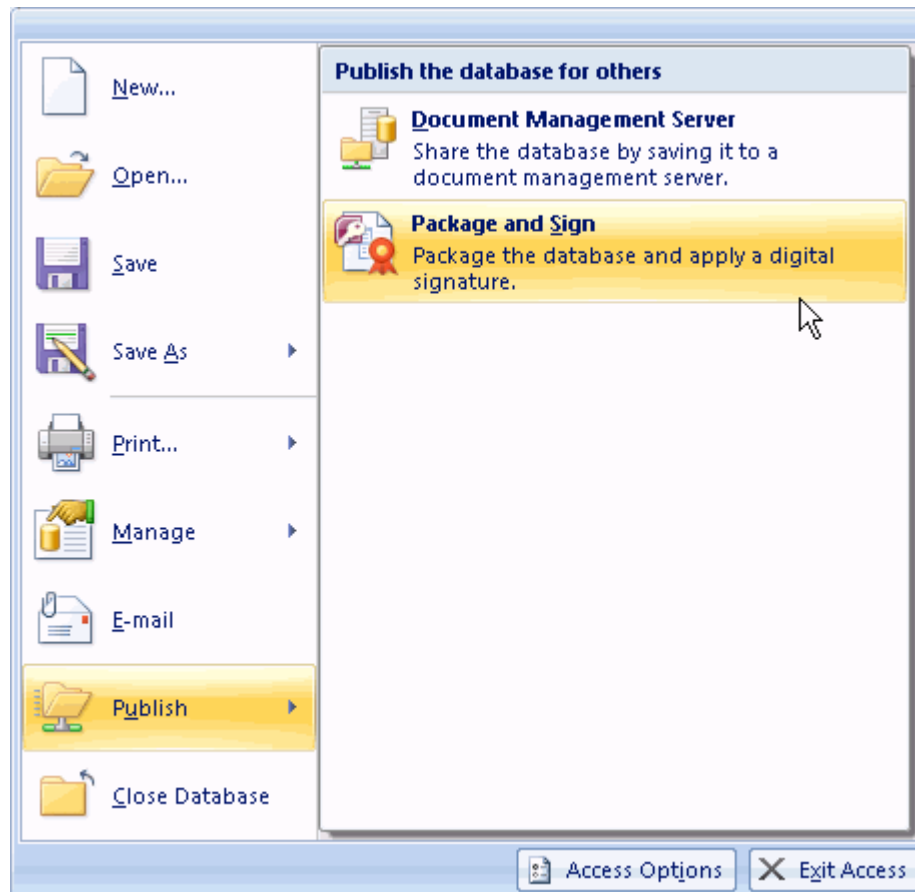 New...
Open...
Save
Save As
Print...
Manage
E-mail
Publish
Close Database
Publish the database for others
Document Management Server
Share the database by saving it to a
document management server.
Package and Sign
Package the database and apply a digital
signature.
Access Options
Exit Access